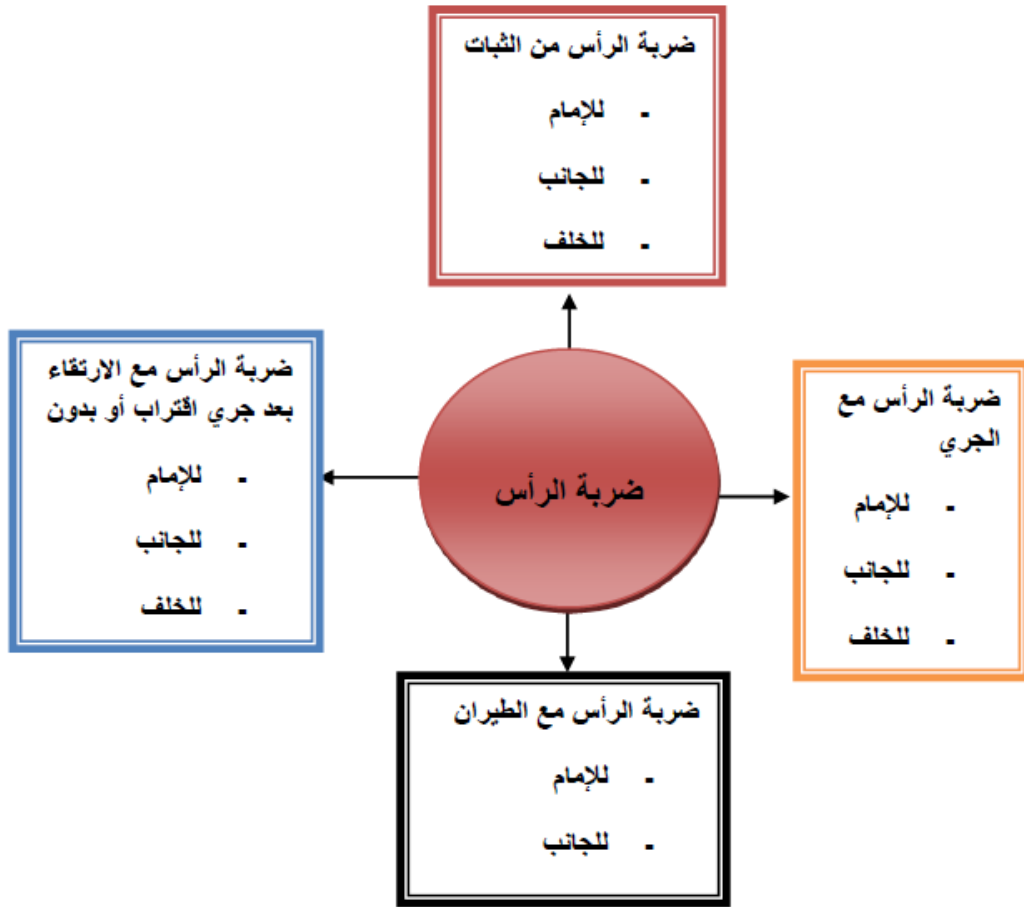 ضربة الرأس من الثبات
- للإمام
- للجانب
- للخلف
ضربة الرأس مع
الجري
- للإمام
- للجانب
- للخلف
ضربة الرأس
ضربة الرأس مع الارتقاء
بعد جري اقتراب أو بدون
- للإمام
- للجانب
- للخلف
ضربة الرأس مع الطيران
- للإمام
- للجانب